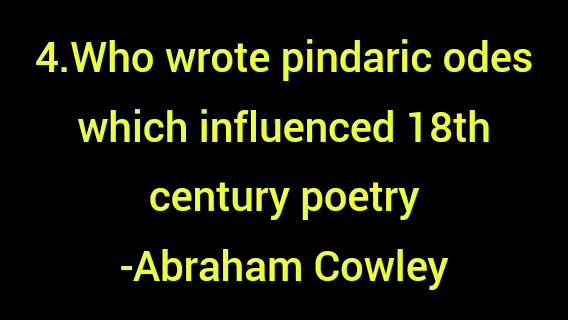 4.Who wrote pindaric odes
which influenced 18th
century poetry
-Abraham Cowley